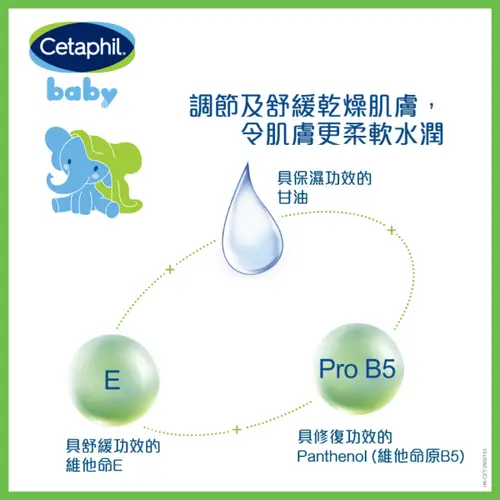 Cetaphil
baby
調節及舒緩乾燥肌膚，
令肌膚更柔軟水潤
具保濕功效的
甘油
E
Pro B5
具舒緩功效的
維他命E
具修復功效的
Panthenol (維他命原B5)